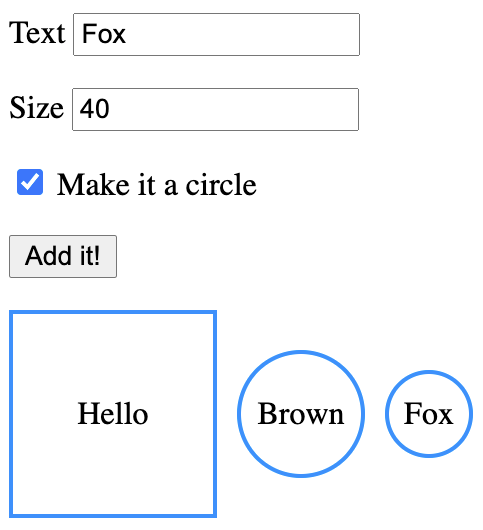 Text Fox
Size 40
Make it a circle
Add it!
Hello Brown Fox